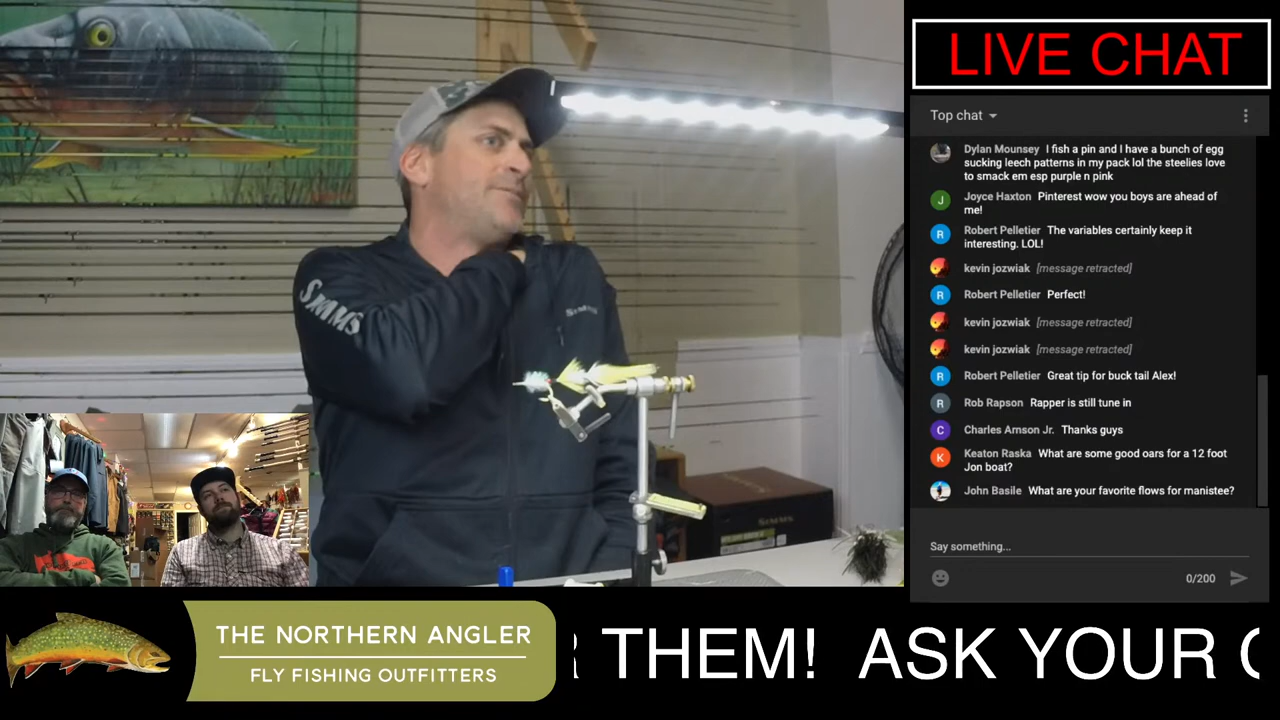 LIVE CHAT
Top chat
Dylan Mounsey I fish a pin and I have a bunch of egg
sucking leech patterns in my pack lol the steelies love
to smack em esp purple n pink
J
Joyce Haxton Pinterest wow you boys are ahead of
me!
R
Robert Pelletier The variables certainly keep it
interesting. LOL!
kevin jozwiak [message retracted]
R
Robert Pelletier Perfect!
kevin jozwiak [message retracted]
kevin jozwiak [message retracted]
R
Robert Pelletier Great tip for buck tail Alex!
R
Rob Rapson Rapper is still tune in
C
Charles Arnson Jr. Thanks guys
K
Keaton Raska What are some good oars for a 12 foot
Jon boat?
John Basile What are your favorite flows for manistee?
Say something...
0/200
SIMMS
SIMMS
SIMMS
THE NORTHERN ANGLER
FLY FISHING OUTFITTERS
THEM! ASK YOUR